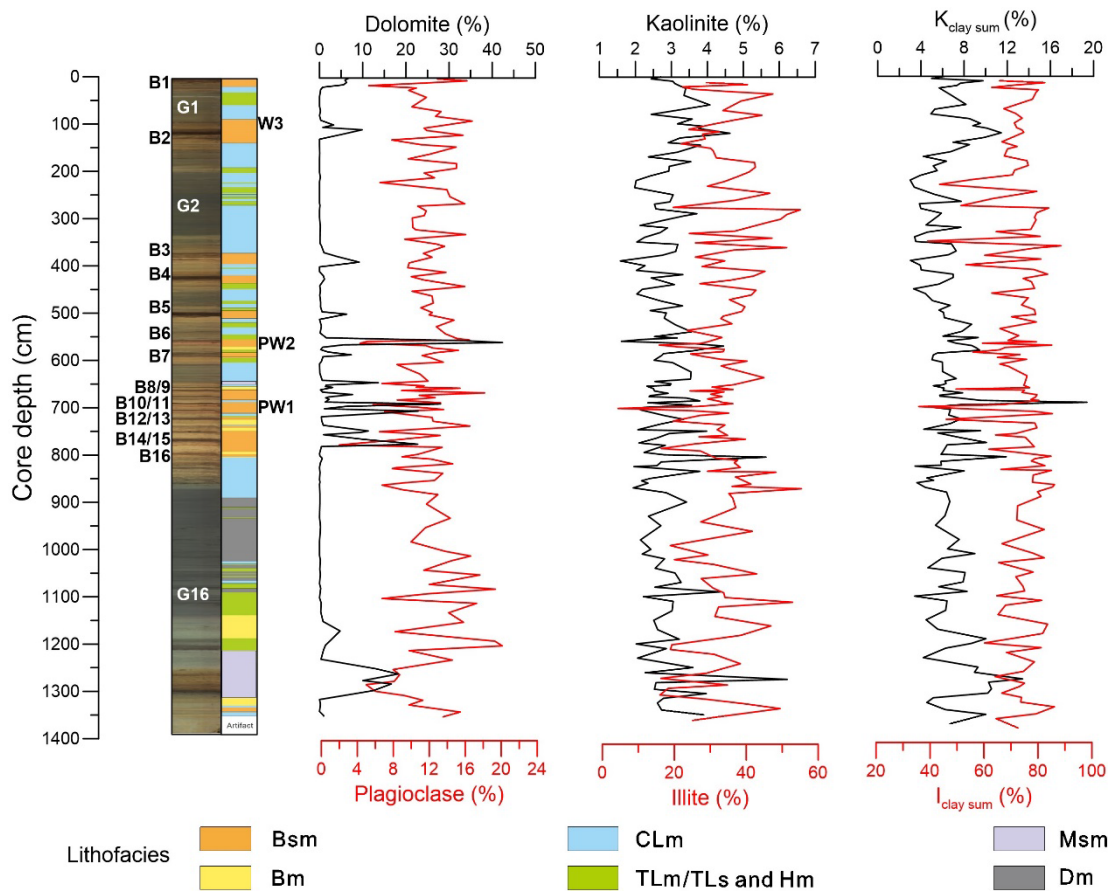 Dolomite (%)
Kaolinite (%)
K clay sum (%)
0 10 20 30 40 50
1 2 3 4 5 6 7
0 4 8 12 16 20
Core depth (cm)
0
100
200
300
400
500
600
700
800
900
1000
1100
1200
1300
1400
B1
B2
B3
B4
B5
B6
B7
B8/9
B10/11
B12/13
B14/15
B16
G1
G2
G16
W3
PW2
PW1
Artifact
0 4 8 12 16 20 24
Plagioclase (%)
0 20 40 60
Illite (%)
20 40 60 80 100
I clay sum (%)
Lithofacies
Bsm
Bm
CLm
TLm/TLs and Hm
Msm
Dm